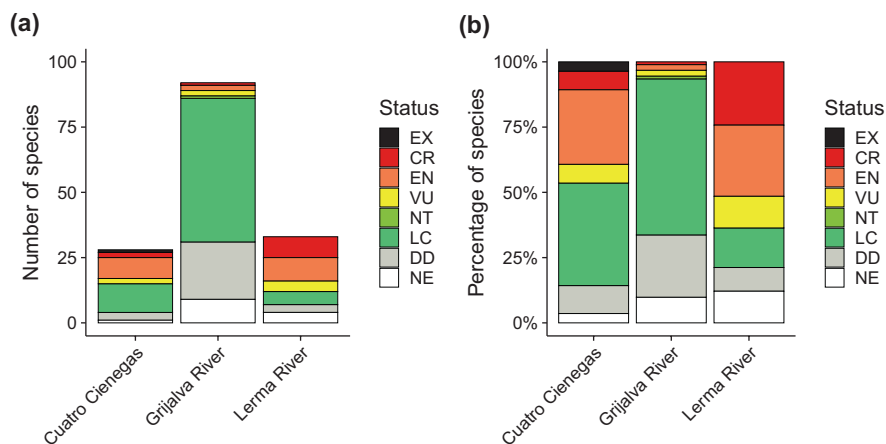 (a)
Number of species
100
75
50
25
0
Cuatro Cienegas
Grijalva River
Lerma River
Status
EX
CR
EN
VU
NT
LC
DD
NE
(b)
Percentage of species
100%
75%
50%
25%
0%
Cuatro Cienegas
Grijalva River
Lerma River
Status
EX
CR
EN
VU
NT
LC
DD
NE